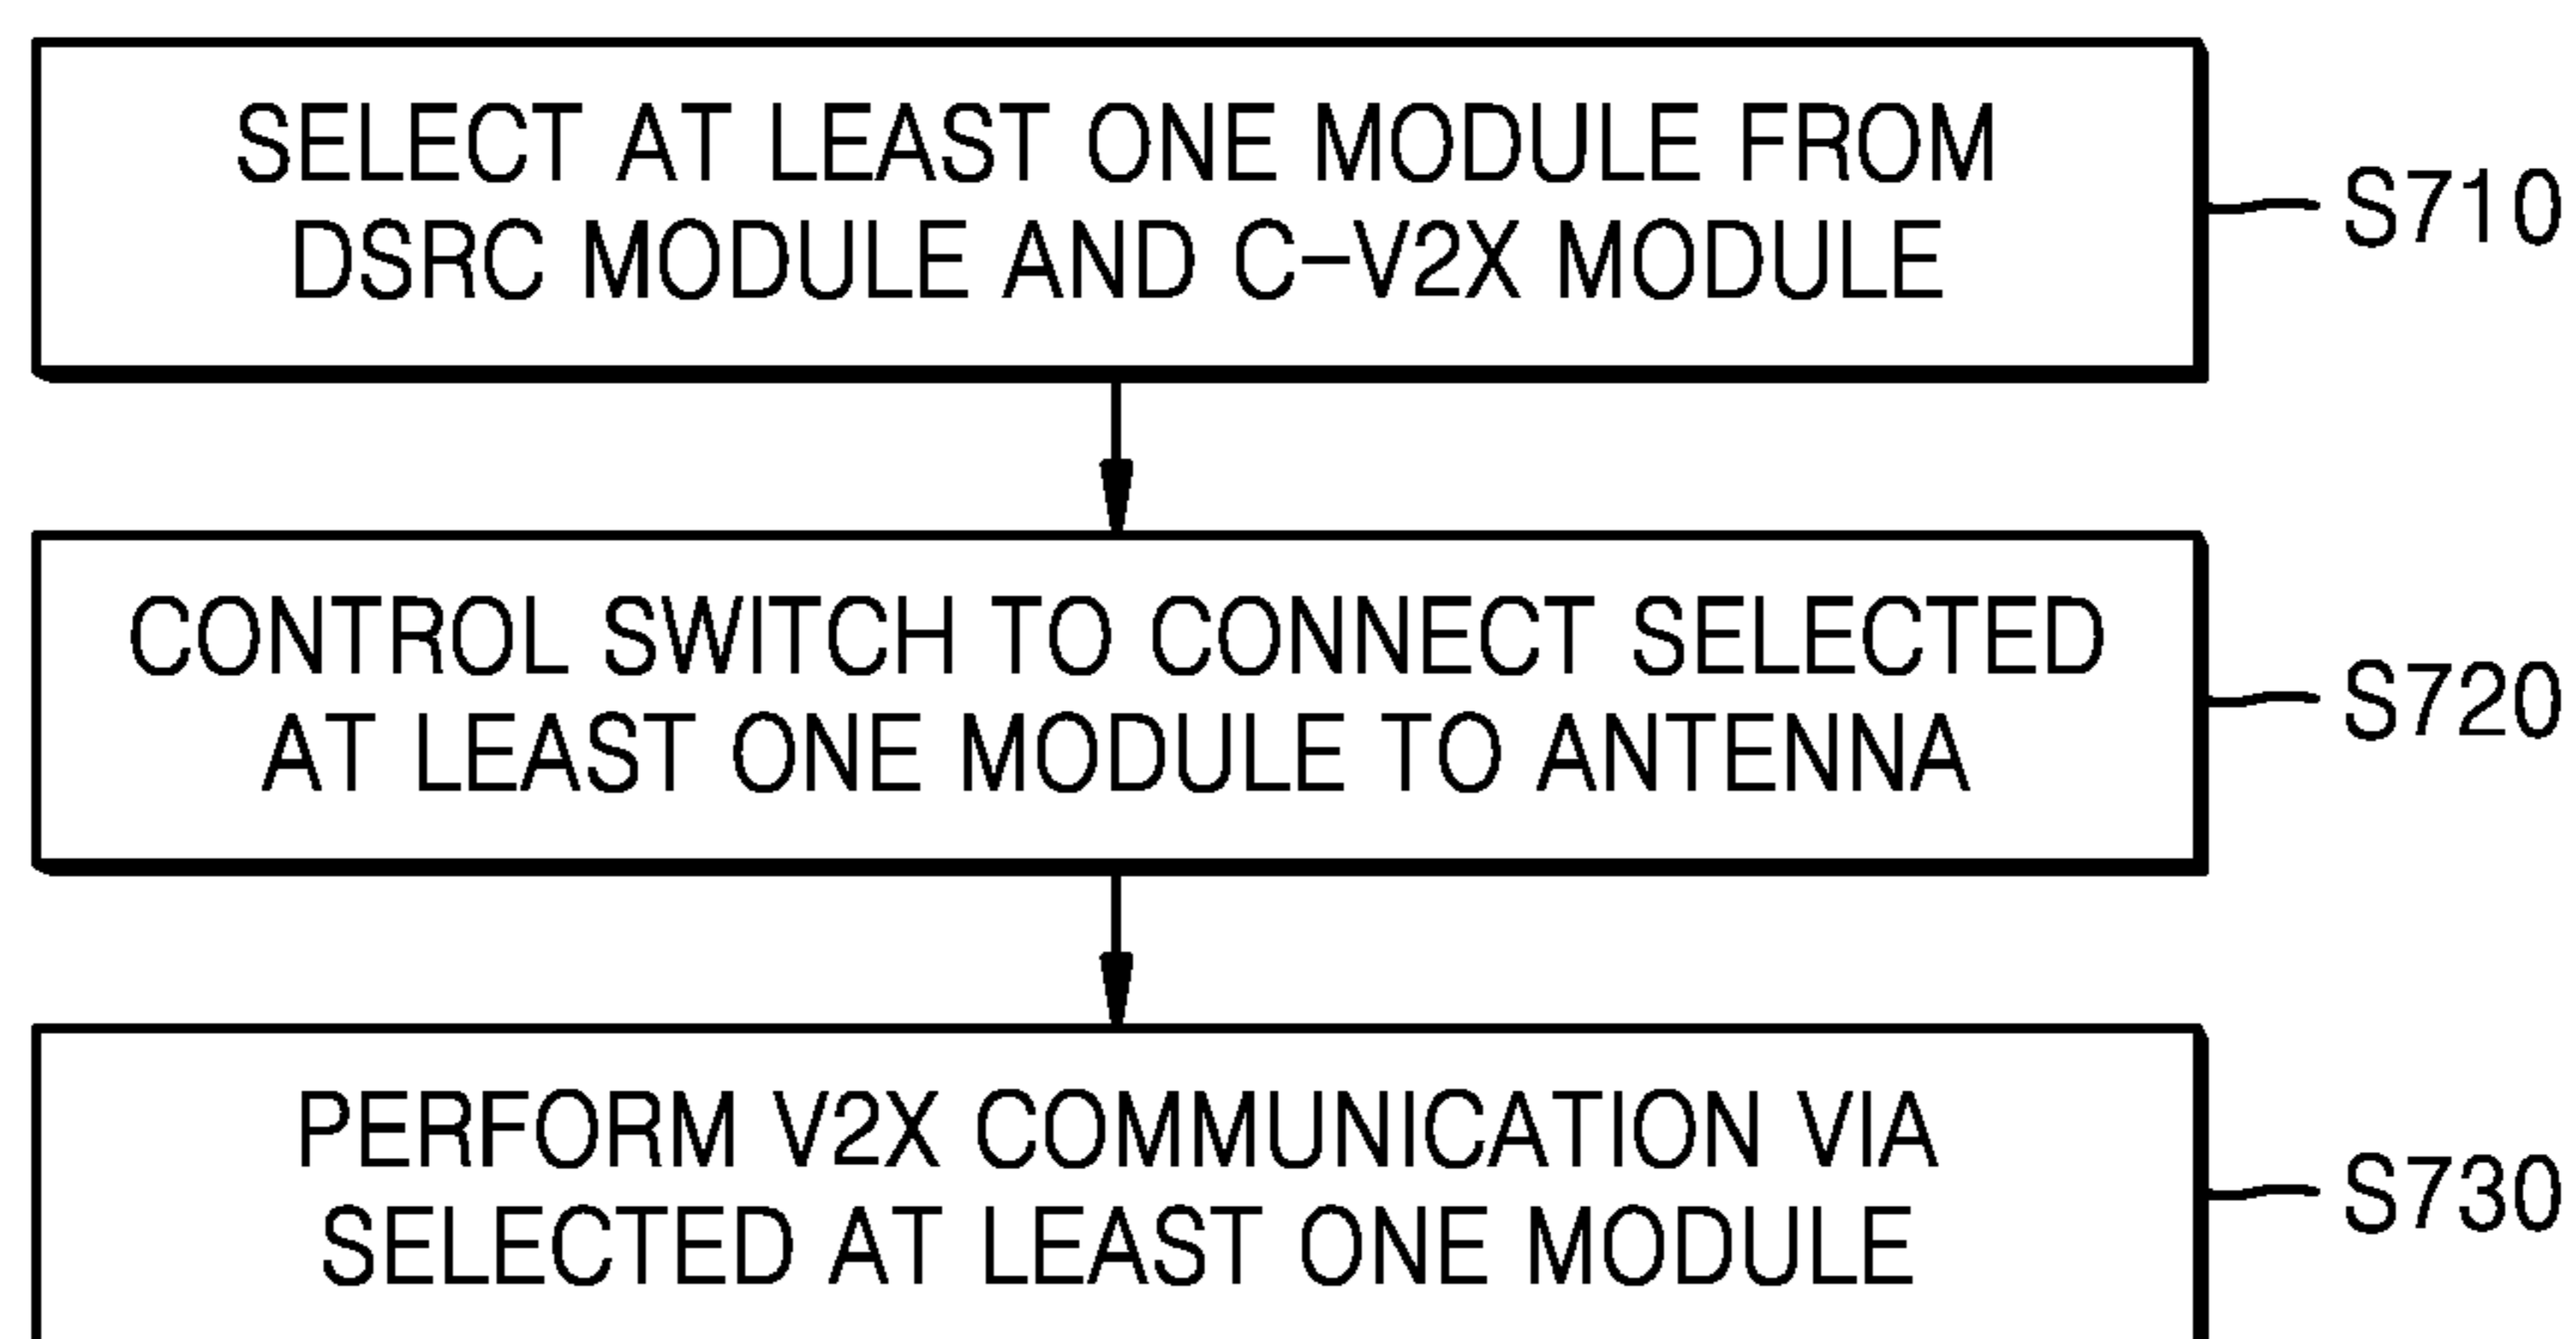 SELECT AT LEAST ONE MODULE FROM
DSRC MODULE AND C-V2X MODULE
S710
CONTROL SWITCH TO CONNECT SELECTED
AT LEAST ONE MODULE TO ANTENNA
S720
PERFORM V2X COMMUNICATION VIA
SELECTED AT LEAST ONE MODULE
S730